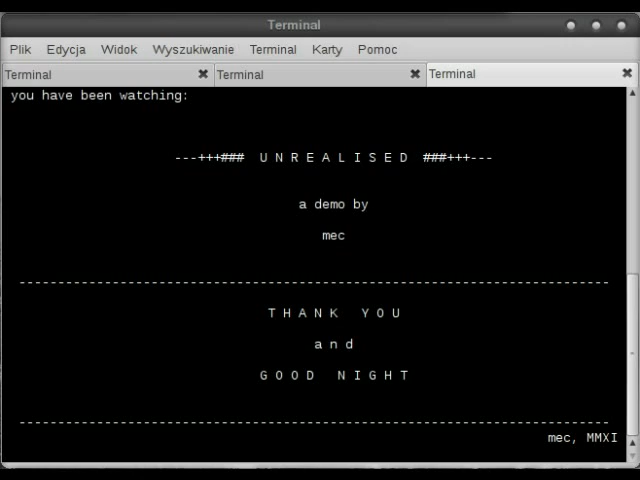 Terminal
Plik Edycja Widok Wyszukiwanie Terminal Karty Pomoc
Terminal Terminal Terminal
you have been watching:
---+++### U N R E A L I S E D ###+++---
a demo by
mec
---------------------------------------------------------------------------
T H A N K   Y O U
a n d
G O O D   N I G H T
---------------------------------------------------------------------------
mec, MMXI